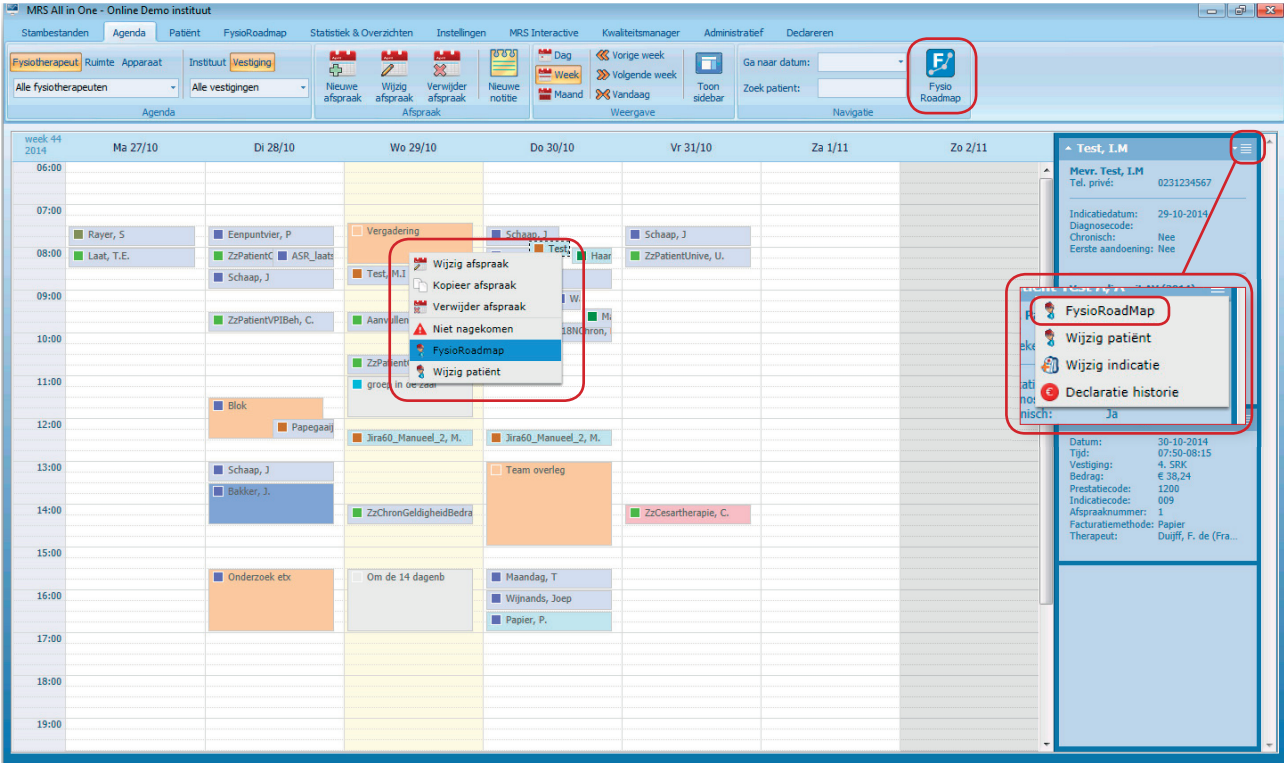 MRS All in One - Online Demo instituut
Stambestanden Agenda Patiënt FysioRoadmap Statistiek & Overzichten Instellingen MRS Interactive Kwaliteitsmanager Administratief Declareren
Fysiotherapeut Ruimte Apparaat
Alle fysiotherapeuten
Instituut Vestiging
Alle vestigingen
Agenda
Nieuwe afspraak
Wijzig afspraak
Verwijder afspraak
Afspraak
Nieuwe notitie
Dag
Week
Maand
Vorige week
Volgende week
Vandaag
Toon sidebar
Weergave
Ga naar datum:
Zoek patient:
Navigatie
Fysio Roadmap
week 44
2014
Ma 27/10 Di 28/10 Wo 29/10 Do 30/10 Vr 31/10 Za 1/11 Zo 2/11
06:00
07:00
08:00
09:00
10:00
11:00
12:00
13:00
14:00
15:00
16:00
17:00
18:00
19:00
Rayer, S
Laat, T.E.
Eenpuntvier, P
ZzPatientC
ASR_laats
Schaap, J
ZzPatientVPIBeh, C.
Blok
Papegaaij
Schaap, J
Bakker, J.
Onderzoek etx
Vergadering
Test, M.I
Aanvullen
ZzPatient
groep in de zaal
Jira60_Manueel_2, M.
ZzChronGeldigheidBedra
Om de 14 dagenb
Wijzig afspraak
Kopieer afspraak
Verwijder afspraak
Niet nagekomen
FysioRoadmap
Wijzig patiënt
Schaap, J
Test,
Haar
W
M
18NChron,
Jira60_Manueel_2, M.
Team overleg
Maandag, T
Wijnands, Joep
Papier, P.
Schaap, J
ZzPatientUnive, U.
ZzCesartherapie, C.
Test, I.M
Mevr. Test, I.M
Tel. privé: 0231234567
Indicatiedatum: 29-10-2014
Diagnosecode:
Chronisch: Nee
Eerste aandoening: Nee
FysioRoadMap
Wijzig patiënt
Wijzig indicatie
Declaratie historie
nisch: Ja
Datum: 30-10-2014
Tijd: 07:50-08:15
Vestiging: 4. SRK
Bedrag: € 38,24
Prestatiecode: 1200
Indicatiecode: 009
Afspraaknummer: 1
Facturatiemethode: Papier
Therapeut: Duijff, F. de (Fra...